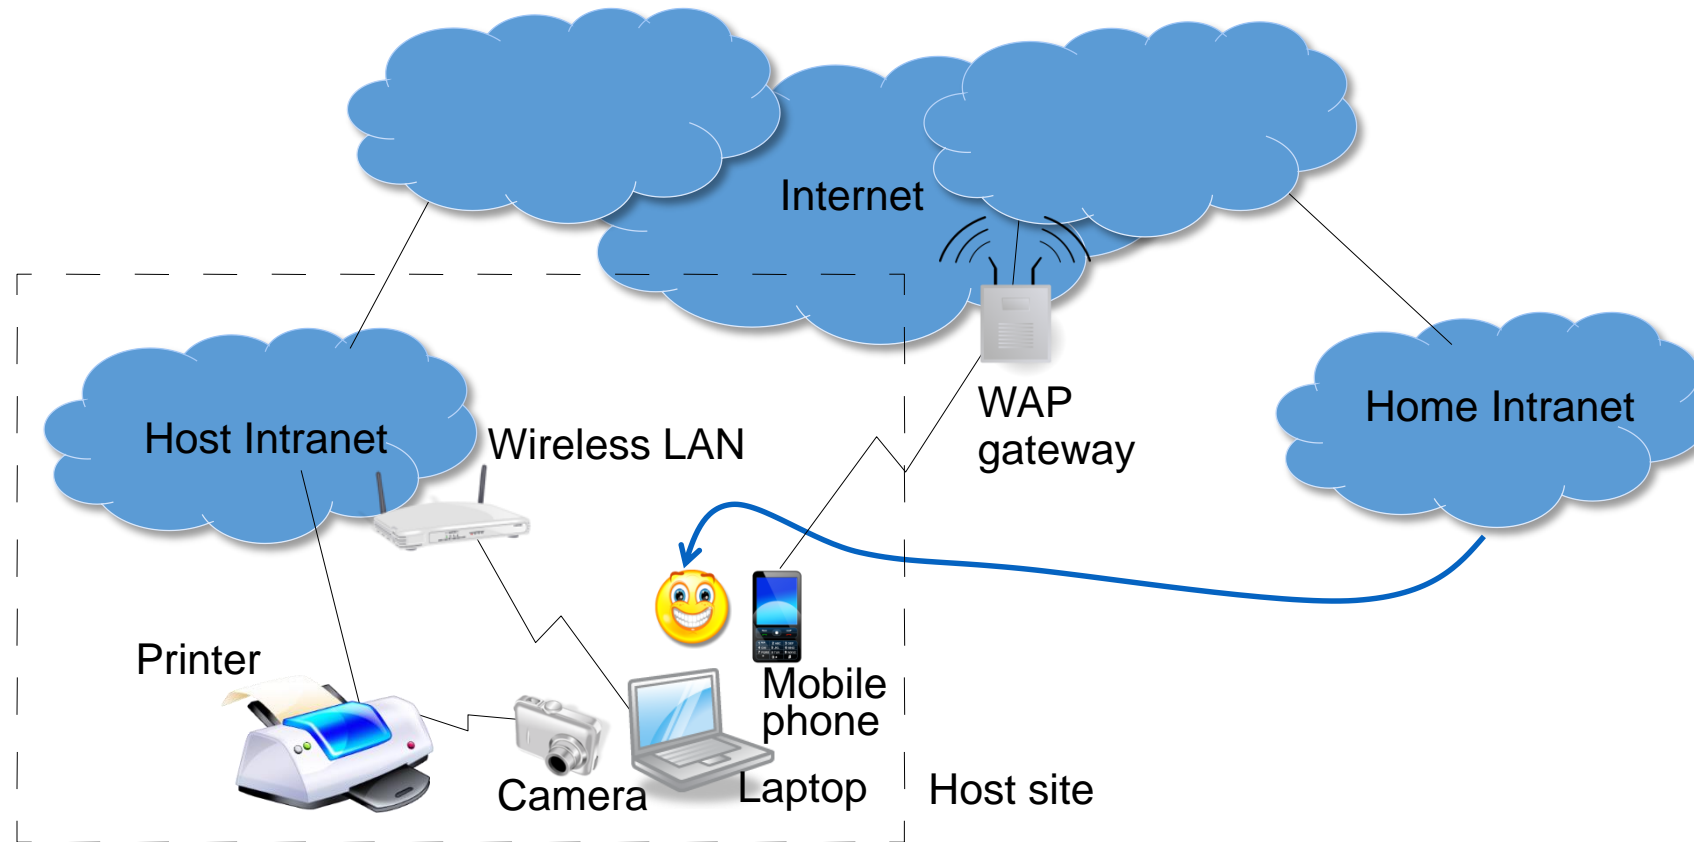 Internet
Host Intranet
Wireless LAN
WAP
gateway
Home Intranet
Printer
Mobile
phone
Camera
Laptop
Host site